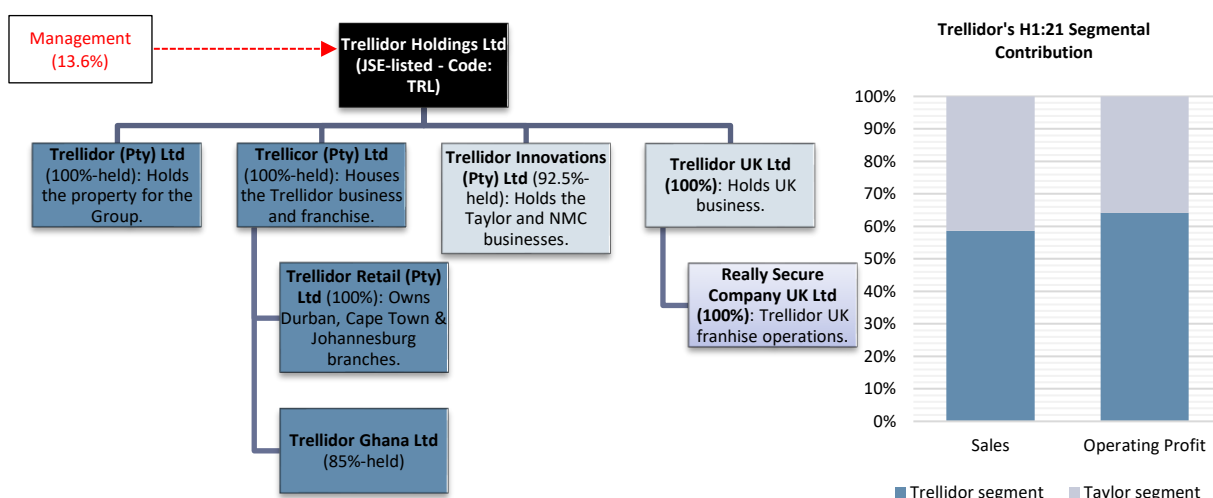 Management
(13.6%)
Trellidor Holdings Ltd
(JSE-listed - Code:
TRL)
Trellidor (Pty) Ltd
(100%-held): Holds
the property for the
Group.
Trellicor (Pty) Ltd
(100%-held): Houses
the Trellidor business
and franchise.
Trellidor Innovations
(Pty) Ltd (92.5%-
held): Holds the
Taylor and NMC
businesses.
Trellidor UK Ltd
(100%): Holds UK
business.
Trellidor Retail (Pty)
Ltd (100%): Owns
Durban, Cape Town &
Johannesburg
branches.
Really Secure
Company UK Ltd
(100%): Trellidor UK
franhise operations.
Trellidor Ghana Ltd
(85%-held)
Trellidor's H1:21 Segmental
Contribution
100%
90%
80%
70%
60%
50%
40%
30%
20%
10%
0%
Sales
Operating Profit
Trellidor segment
Taylor segment